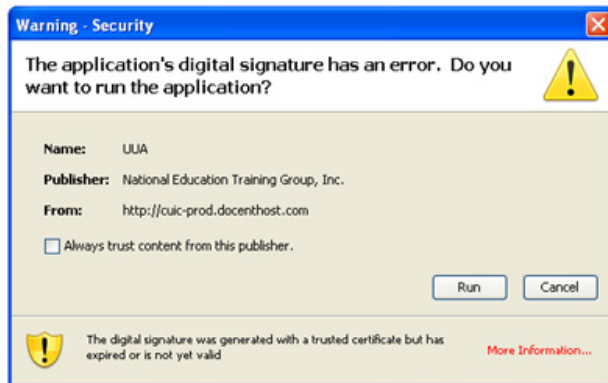 Warning - Security
The application's digital signature has an error. Do you
want to run the application?
Name: UUA
Publisher: National Education Training Group, Inc.
From: http://cuic-prod.docenthost.com
Always trust content from this publisher.
Run Cancel
The digital signature was generated with a trusted certificate but has
expired or is not yet valid
More Information...